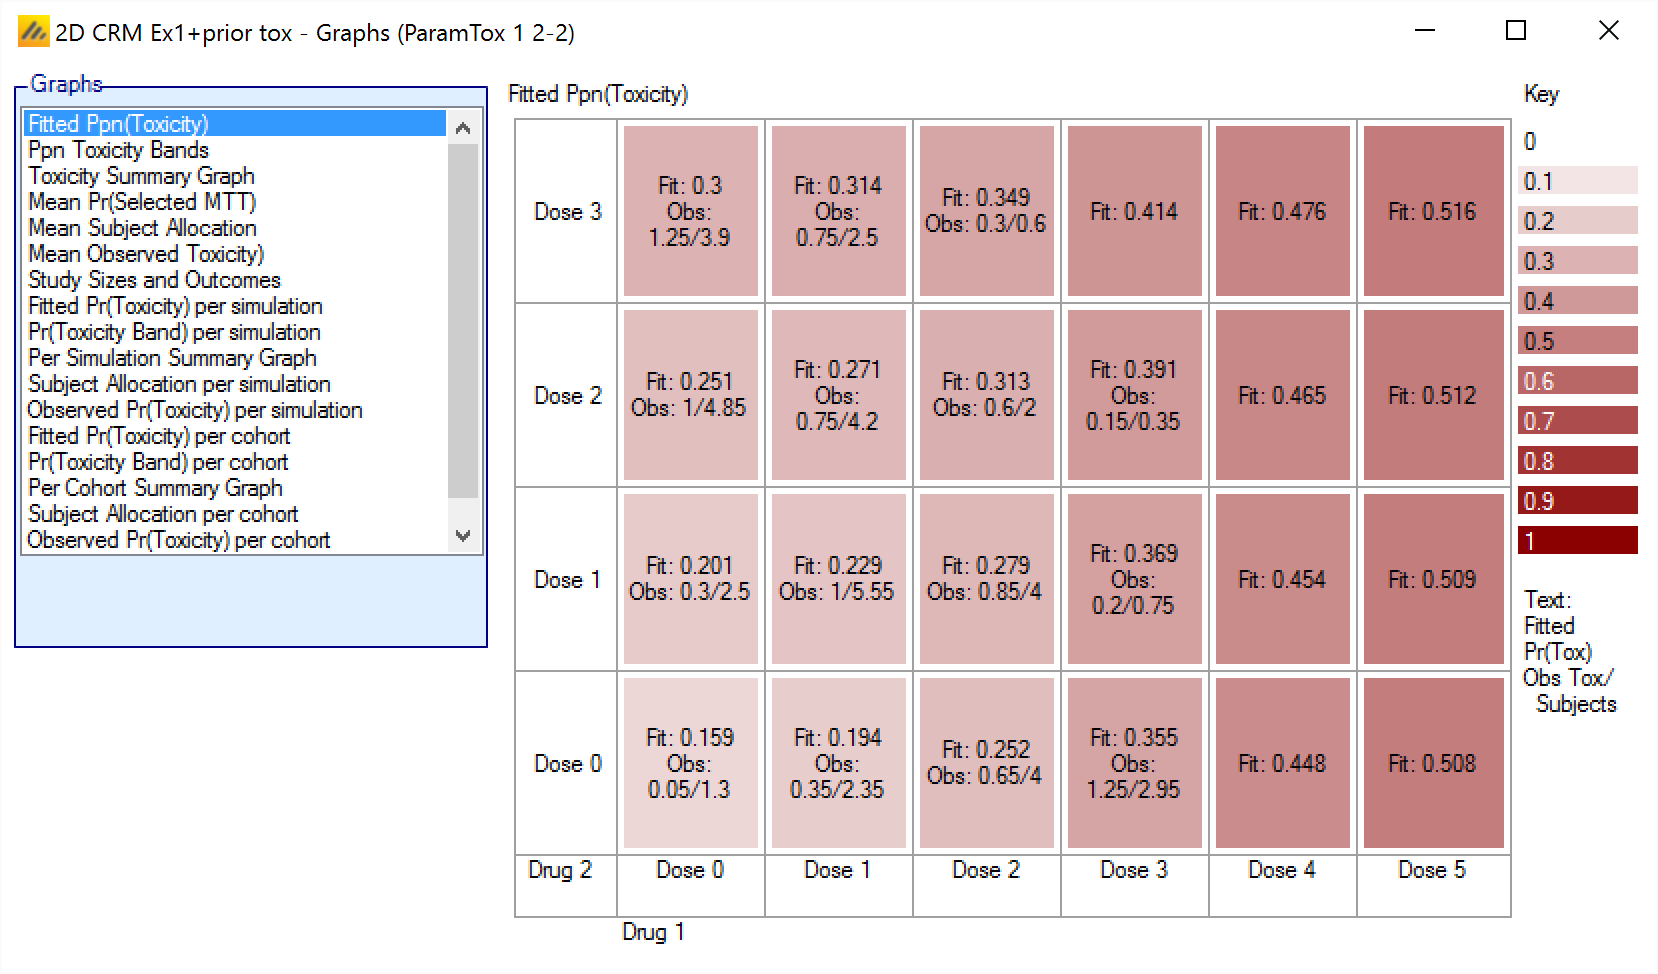 2D CRM Ex1+prior tox - Graphs (ParamTox 1 2-2)
Graphs
Fitted Ppn(Toxicity)
Ppn Toxicity Bands
Toxicity Summary Graph
Mean Pr(Selected MTT)
Mean Subject Allocation
Mean Observed Toxicity)
Study Sizes and Outcomes
Fitted Pr(Toxicity) per simulation
Pr(Toxicity Band) per simulation
Per Simulation Summary Graph
Subject Allocation per simulation
Observed Pr(Toxicity) per simulation
Fitted Pr(Toxicity) per cohort
Pr(Toxicity Band) per cohort
Per Cohort Summary Graph
Subject Allocation per cohort
Observed Pr(Toxicity) per cohort
Fitted Ppn(Toxicity)
Dose 3
Fit: 0.3
Obs:
1.25/3.9
Fit: 0.314
Obs:
0.75/2.5
Fit: 0.349
Obs: 0.3/0.6
Fit: 0.414
Fit: 0.476
Fit: 0.516
Dose 2
Fit: 0.251
Obs: 1/4.85
Fit: 0.271
Obs:
0.75/4.2
Fit: 0.313
Obs: 0.6/2
Fit: 0.391
Obs:
0.15/0.35
Fit: 0.465
Fit: 0.512
Dose 1
Fit: 0.201
Obs: 0.3/2.5
Fit: 0.229
Obs: 1/5.55
Fit: 0.279
Obs: 0.85/4
Fit: 0.369
Obs:
0.2/0.75
Fit: 0.454
Fit: 0.509
Dose 0
Fit: 0.159
Obs:
0.05/1.3
Fit: 0.194
Obs:
0.35/2.35
Fit: 0.252
Obs: 0.65/4
Fit: 0.355
Obs:
1.25/2.95
Fit: 0.448
Fit: 0.508
Drug 2
Dose 0
Dose 1
Dose 2
Dose 3
Dose 4
Dose 5
Drug 1
Key
0
0.1
0.2
0.3
0.4
0.5
0.6
0.7
0.8
0.9
1
Text:
Fitted
Pr(Tox)
Obs Tox/
Subjects